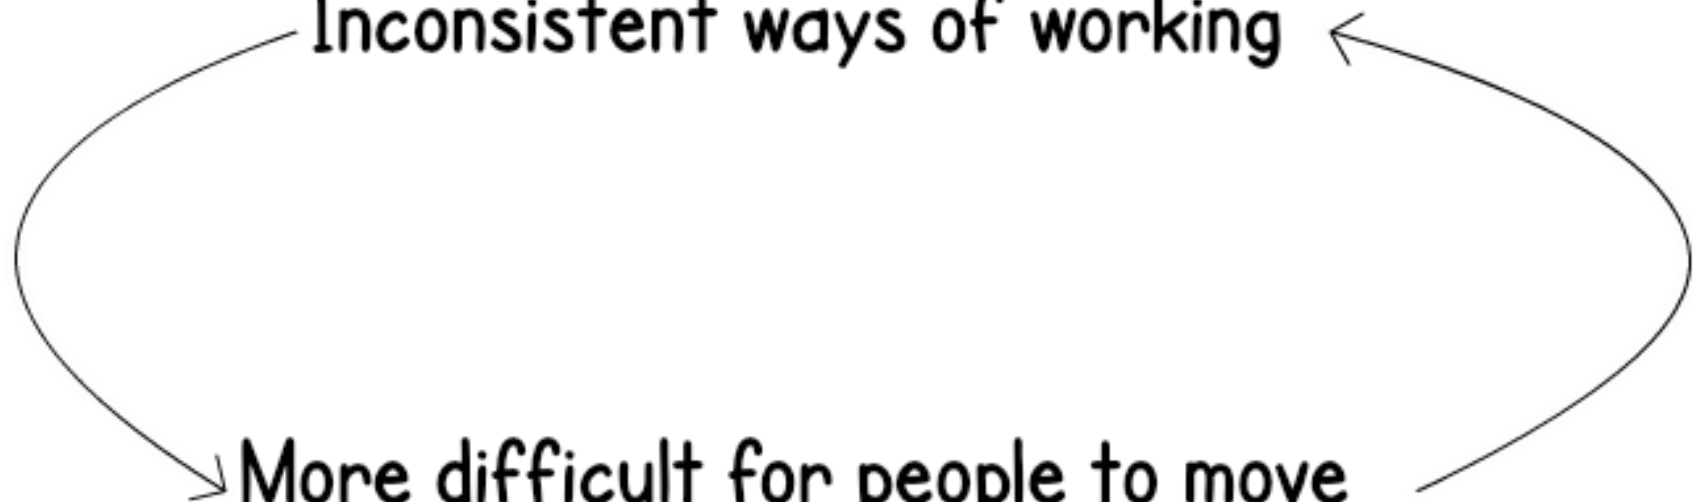 Inconsistent ways of working
More difficult for people to move